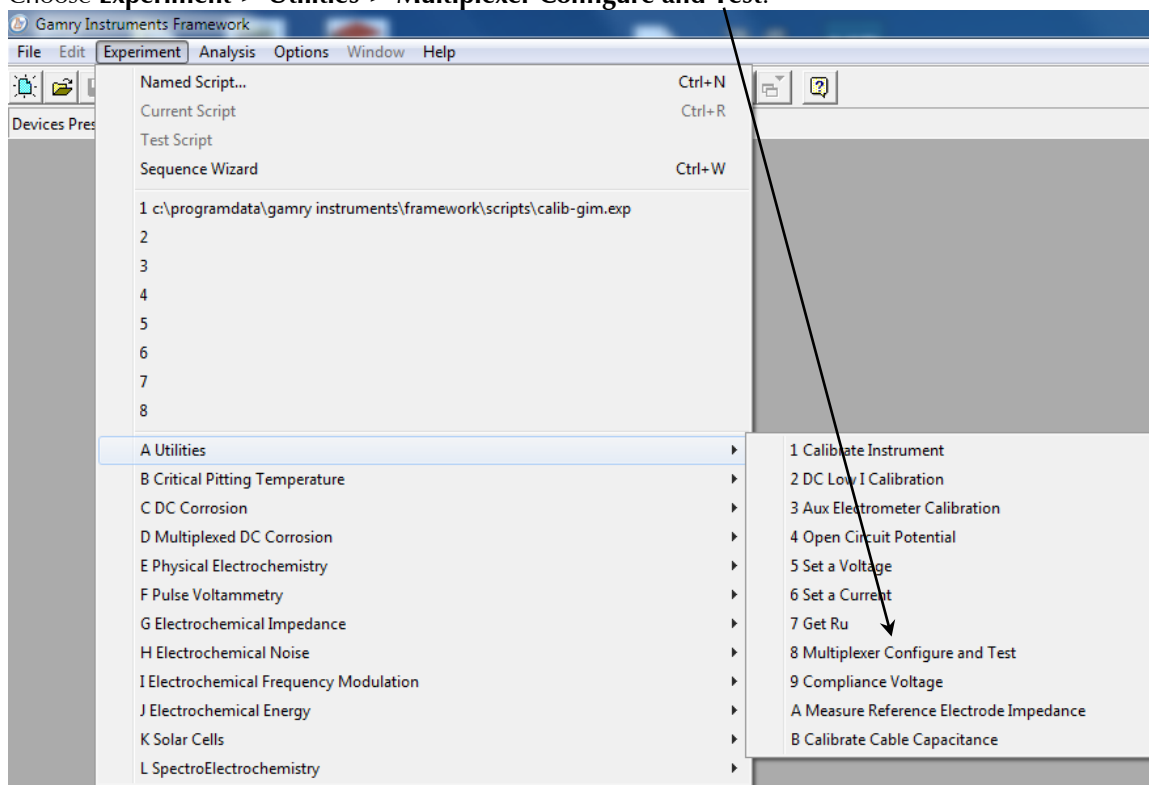 Choose Experiment > Utilities > Multiplexer Configure and Test.
Gamry Instruments Framework
File Edit Experiment Analysis Options Window Help
Named Script... Ctrl+N
Current Script Ctrl+R
Devices Pres
Test Script
Sequence Wizard Ctrl+W
1 c:\programdata\gamry instruments\framework\scripts\calib-gim.exp
2
3
4
5
6
7
8
A Utilities
B Critical Pitting Temperature
C DC Corrosion
D Multiplexed DC Corrosion
E Physical Electrochemistry
F Pulse Voltammetry
G Electrochemical Impedance
H Electrochemical Noise
I Electrochemical Frequency Modulation
J Electrochemical Energy
K Solar Cells
L SpectroElectrochemistry
1 Calibrate Instrument
2 DC Low I Calibration
3 Aux Electrometer Calibration
4 Open Circuit Potential
5 Set a Voltage
6 Set a Current
7 Get Ru
8 Multiplexer Configure and Test
9 Compliance Voltage
A Measure Reference Electrode Impedance
B Calibrate Cable Capacitance